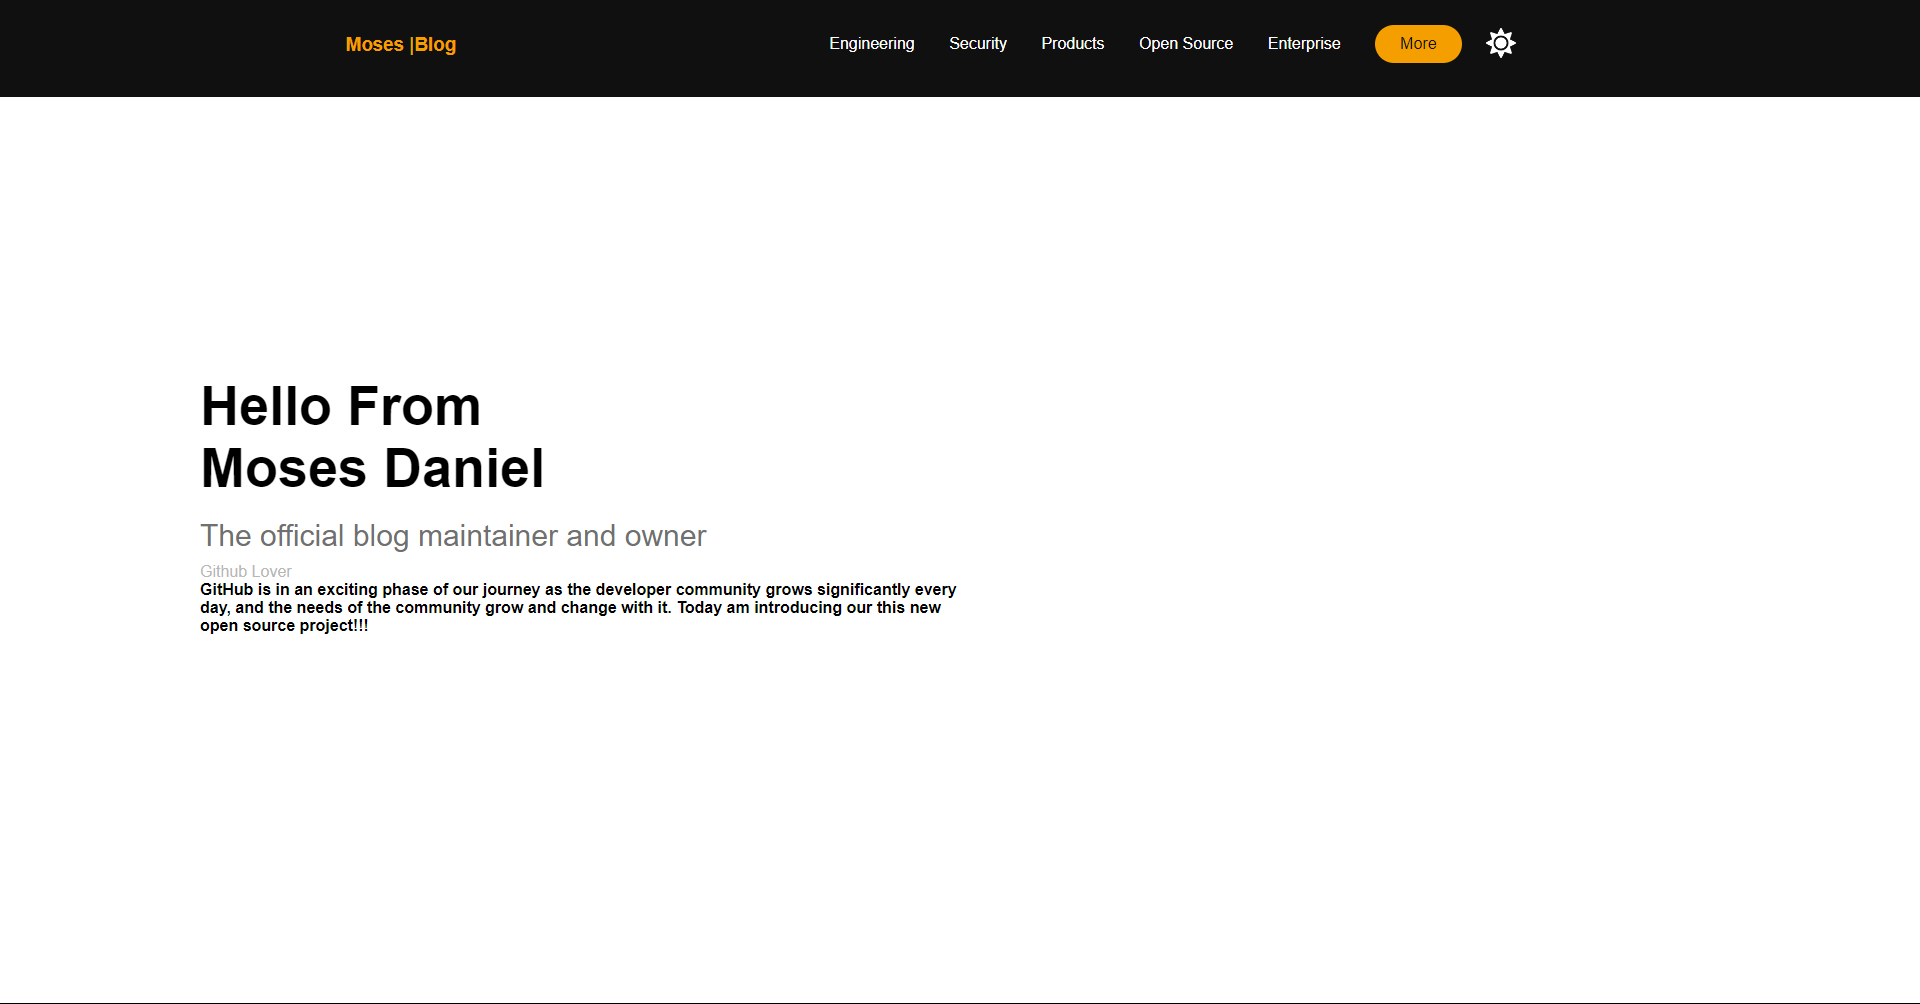 Moses |Blog
Engineering Security Products Open Source Enterprise More
Hello From
Moses Daniel
The official blog maintainer and owner
Github Lover
GitHub is in an exciting phase of our journey as the developer community grows significantly every
day, and the needs of the community grow and change with it. Today am introducing our this new
open source project!!!